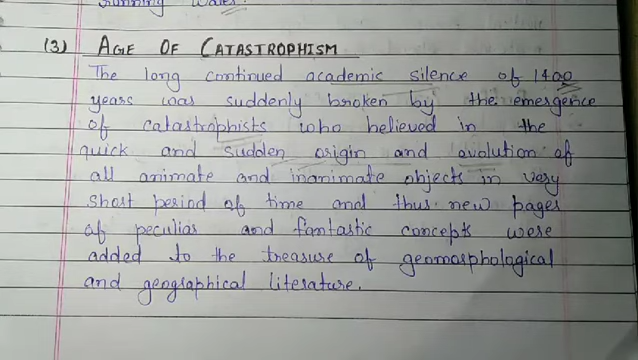 running water.
(3) AGE OF CATASTROPHISM
The long continued academic silence of 1400
years was suddenly broken by the emergence
of catastrophists who believed in the
quick and sudden origin and evolution of
all animate and inanimate objects in very
short period of time and thus new pages
of peculiar and fantastic concepts were
added to the treasure of geomorphological
and geographical literature.